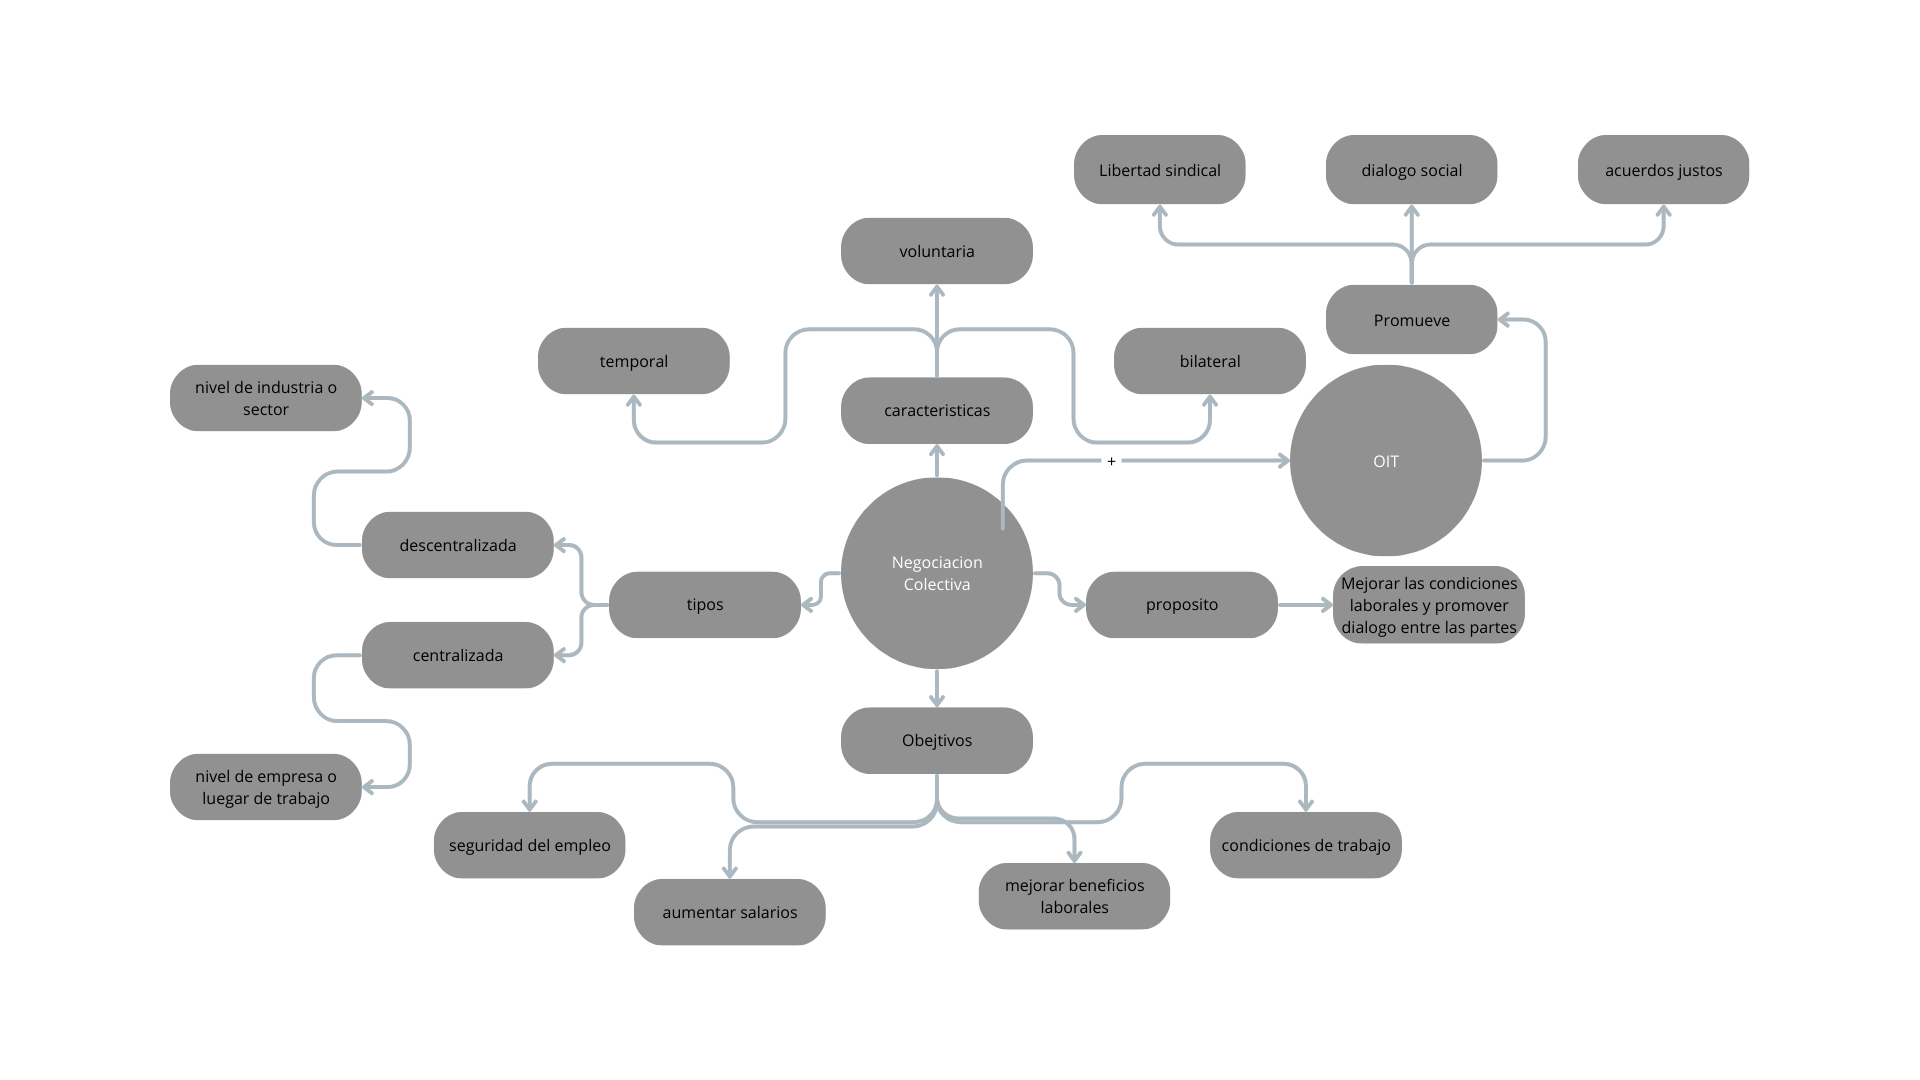 Libertad sindical
dialogo social
acuerdos justos
voluntaria
Promueve
temporal
bilateral
nivel de industria o
sector
caracteristicas
+
OIT
descentralizada
Negociacion
Colectiva
tipos
proposito
Mejorar las condiciones
laborales y promover
dialogo entre las partes
centralizada
Obejtivos
nivel de empresa o
luegar de trabajo
seguridad del empleo
condiciones de trabajo
mejorar beneficios
laborales
aumentar salarios